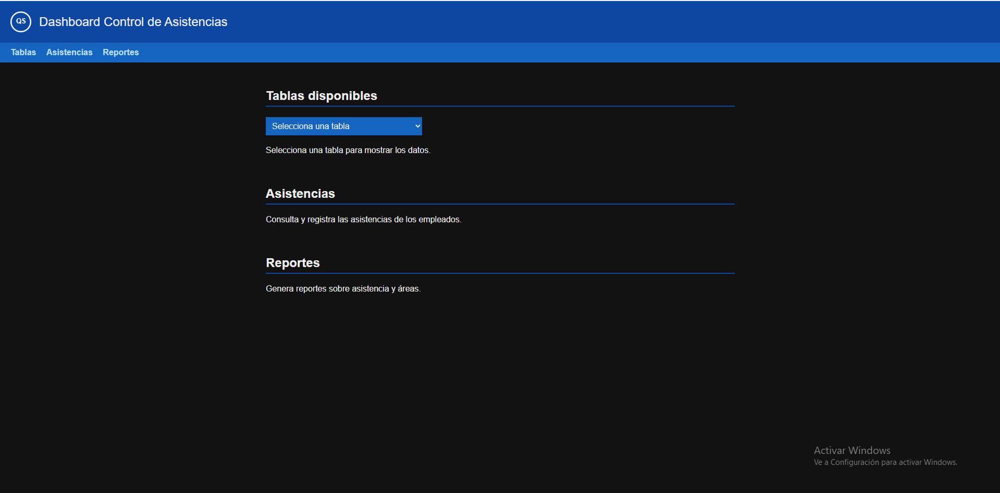 QS Dashboard Control de Asistencias
Tablas Asistencias Reportes
Tablas disponibles
Selecciona una tabla
Selecciona una tabla para mostrar los datos.
Asistencias
Consulta y registra las asistencias de los empleados.
Reportes
Genera reportes sobre asistencia y áreas.
Activar Windows
Ve a Configuración para activar Windows.